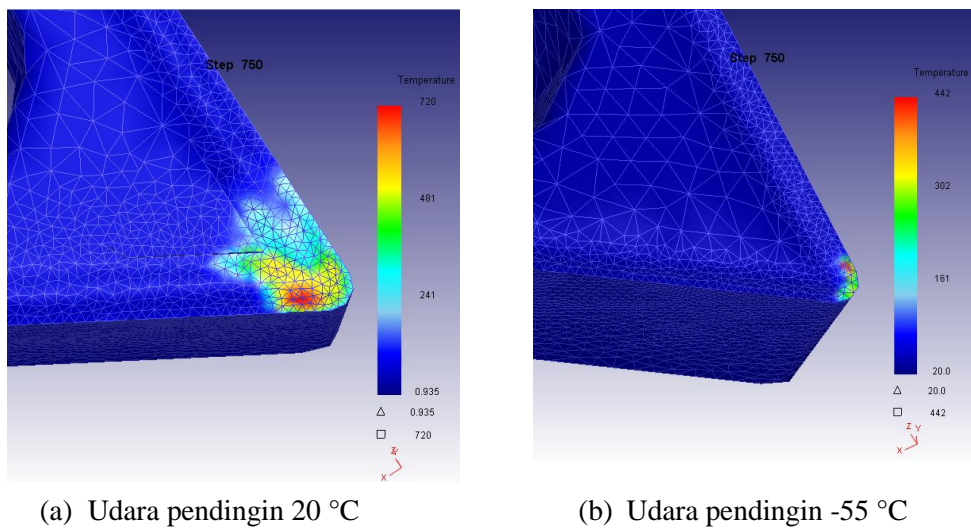 Step 750
Temperature
720
481
241
0.935
△ 0.935
□ 720
Z Y
X
Step 750
Temperature
442
302
161
20.0
△ 20.0
□ 442
Z Y
X
(a) Udara pendingin 20 °C
(b) Udara pendingin -55 °C